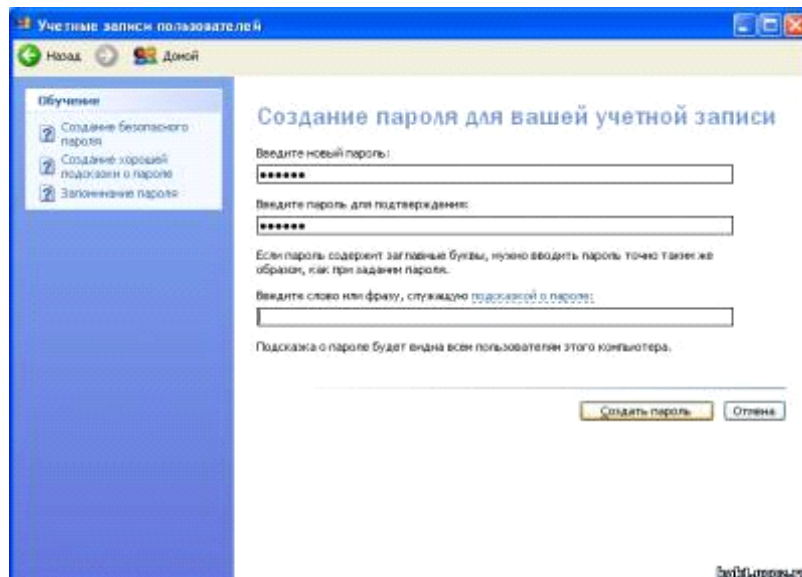 Учетные записи пользователей
Назад
Домой
Обучение
Создание безопасного
пароля
Создание хорошей
подсказки о пароле
Запоминание пароля
Создание пароля для вашей учетной записи
Введите новый пароль:
••••••
Введите пароль для подтверждения:
••••••
Если пароль содержит заглавные буквы, нужно вводить пароль точно таким же
образом, как при задании пароля.
Введите слово или фразу, служащую подсказкой о пароле:
Подсказка о пароле будет видна всем пользователям этого компьютера.
Создать пароль
Отмена